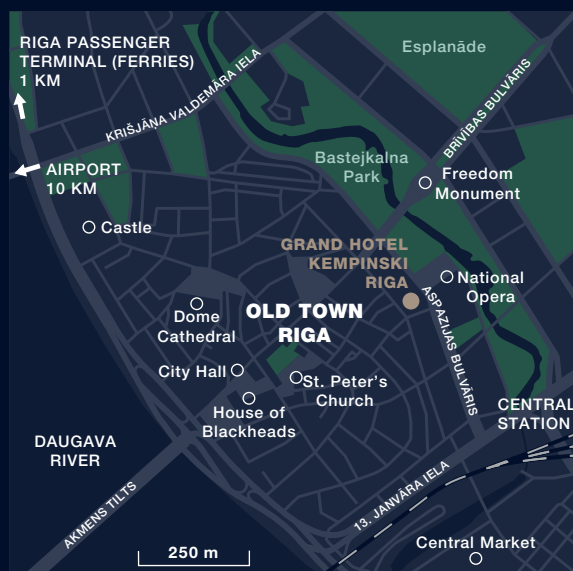 RIGA PASSENGER
TERMINAL (FERRIES)
1 KM
Esplanāde
KRIŠJĀŅA VALDEMĀRA IELA
BRĪVĪBAS BULVĀRIS
AIRPORT
10 KM
Bastejkalna
Park
Freedom
Monument
Castle
GRAND HOTEL
KEMPINSKI
RIGA
National
Opera
ASPAZIJAS BULVĀRIS
Dome
Cathedral
OLD TOWN
RIGA
City Hall
St. Peter's
Church
House of
Blackheads
CENTRAL
STATION
DAUGAVA
RIVER
AKMENS TILTS
13. JANVĀRA IELA
250 m
Central Market